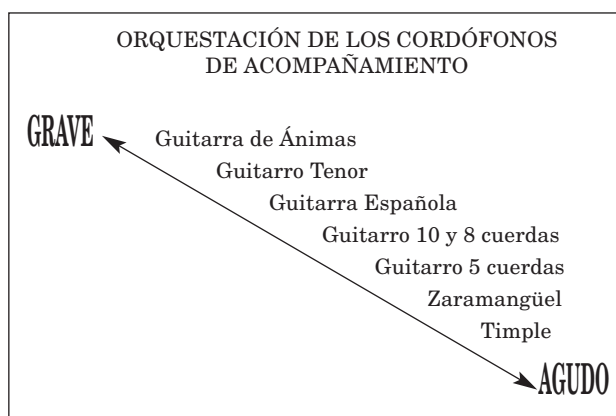 ORQUESTACIÓN DE LOS CORDÓFONOS
DE ACOMPAÑAMIENTO
GRAVE
Guitarra de Ánimas
Guitarro Tenor
Guitarra Española
Guitarro 10 y 8 cuerdas
Guitarro 5 cuerdas
Zaramangüel
Timple
AGUDO